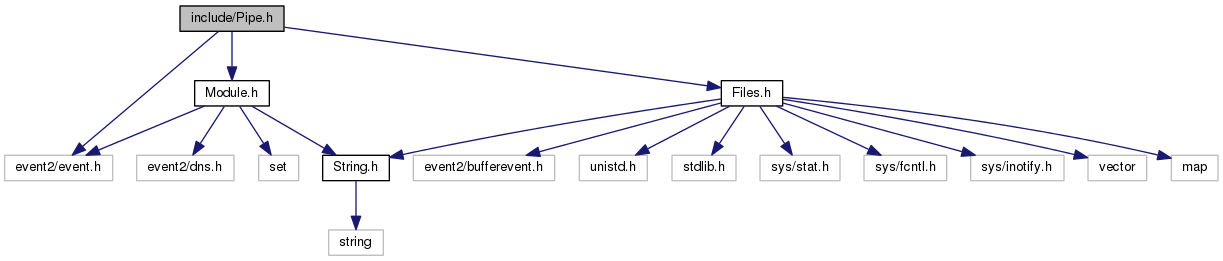 include/Pipe.h
Module.h
Files.h
event2/event.h
event2/dns.h
set
String.h
event2/bufferevent.h
unistd.h
stdlib.h
sys/stat.h
sys/fcntl.h
sys/inotify.h
vector
map
string